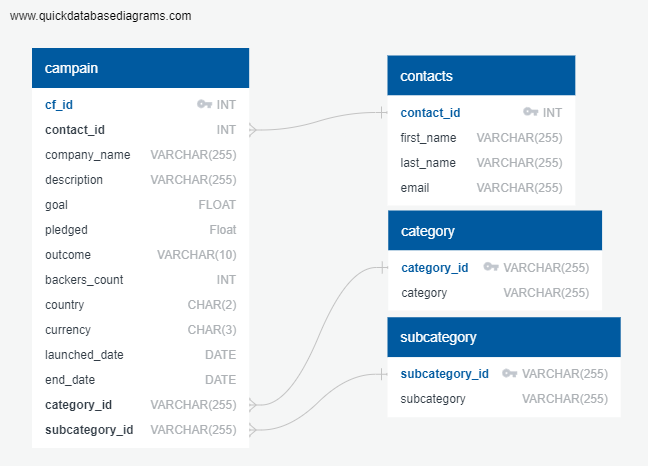 www.quickdatabasediagrams.com
campain
cf_id INT
contact_id INT
company_name VARCHAR(255)
description VARCHAR(255)
goal FLOAT
pledged Float
outcome VARCHAR(10)
backers_count INT
country CHAR(2)
currency CHAR(3)
launched_date DATE
end_date DATE
category_id VARCHAR(255)
subcategory_id VARCHAR(255)
contacts
contact_id INT
first_name VARCHAR(255)
last_name VARCHAR(255)
email VARCHAR(255)
category
category_id VARCHAR(255)
category VARCHAR(255)
subcategory
subcategory_id VARCHAR(255)
subcategory VARCHAR(255)